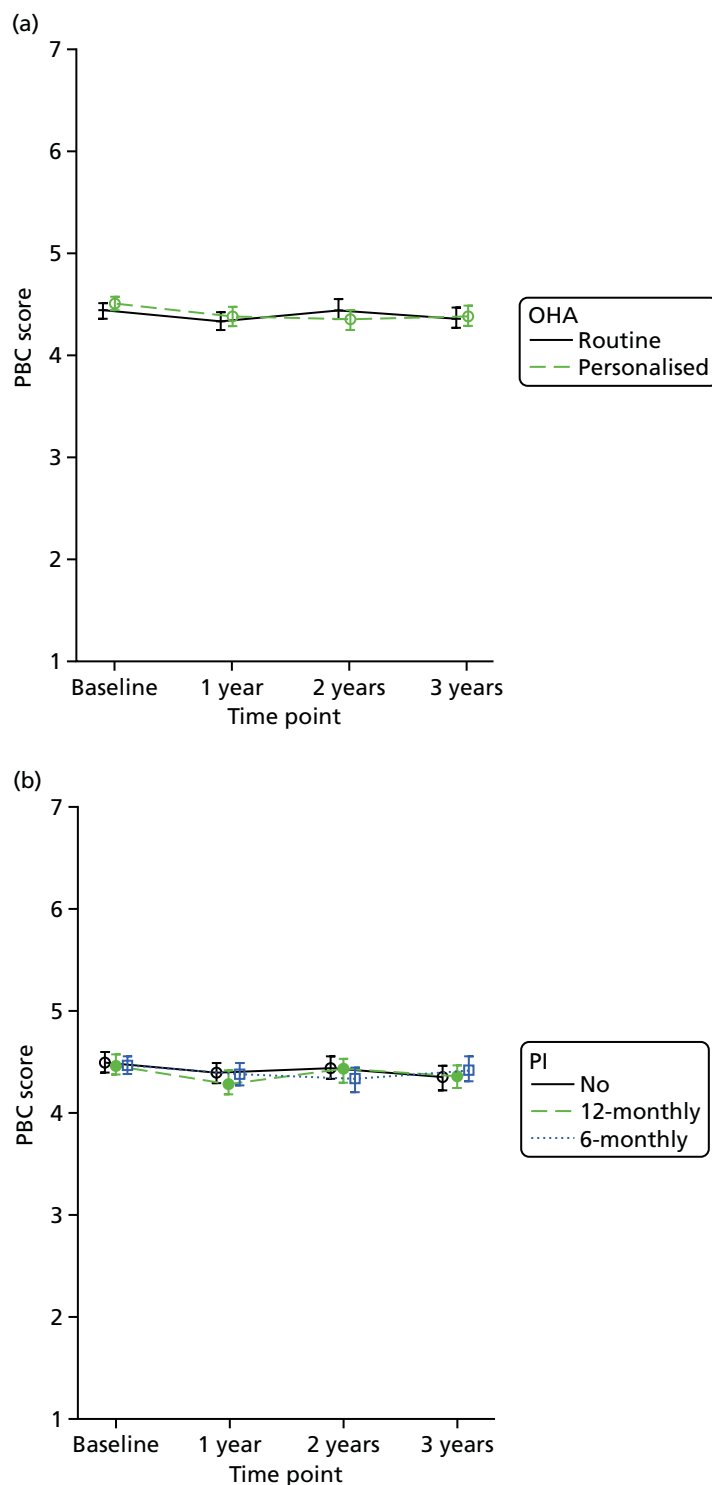 (a)
7
6
5
4
3
2
1
PBC score
Baseline 1 year 2 years 3 years
Time point
OHA
Routine
Personalised
(b)
7
6
5
4
3
2
1
PBC score
Baseline 1 year 2 years 3 years
Time point
PI
No
12-monthly
6-monthly